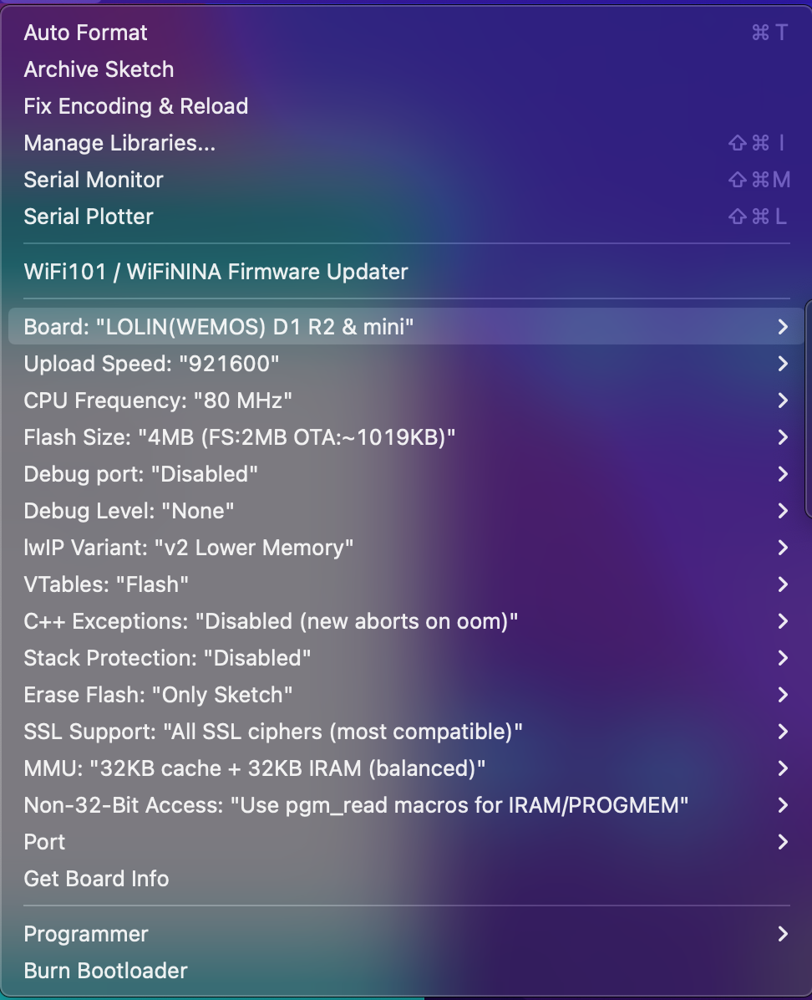 Auto Format ⌘T
Archive Sketch
Fix Encoding & Reload
Manage Libraries... ⇧⌘I
Serial Monitor ⇧⌘M
Serial Plotter ⇧⌘L
WiFi101 / WiFiNINA Firmware Updater
Board: "LOLIN(WEMOS) D1 R2 & mini"
Upload Speed: "921600"
CPU Frequency: "80 MHz"
Flash Size: "4MB (FS:2MB OTA:~1019KB)"
Debug port: "Disabled"
Debug Level: "None"
lwIP Variant: "v2 Lower Memory"
VTables: "Flash"
C++ Exceptions: "Disabled (new aborts on oom)"
Stack Protection: "Disabled"
Erase Flash: "Only Sketch"
SSL Support: "All SSL ciphers (most compatible)"
MMU: "32KB cache + 32KB IRAM (balanced)"
Non-32-Bit Access: "Use pgm_read macros for IRAM/PROGMEM"
Port
Get Board Info
Programmer
Burn Bootloader